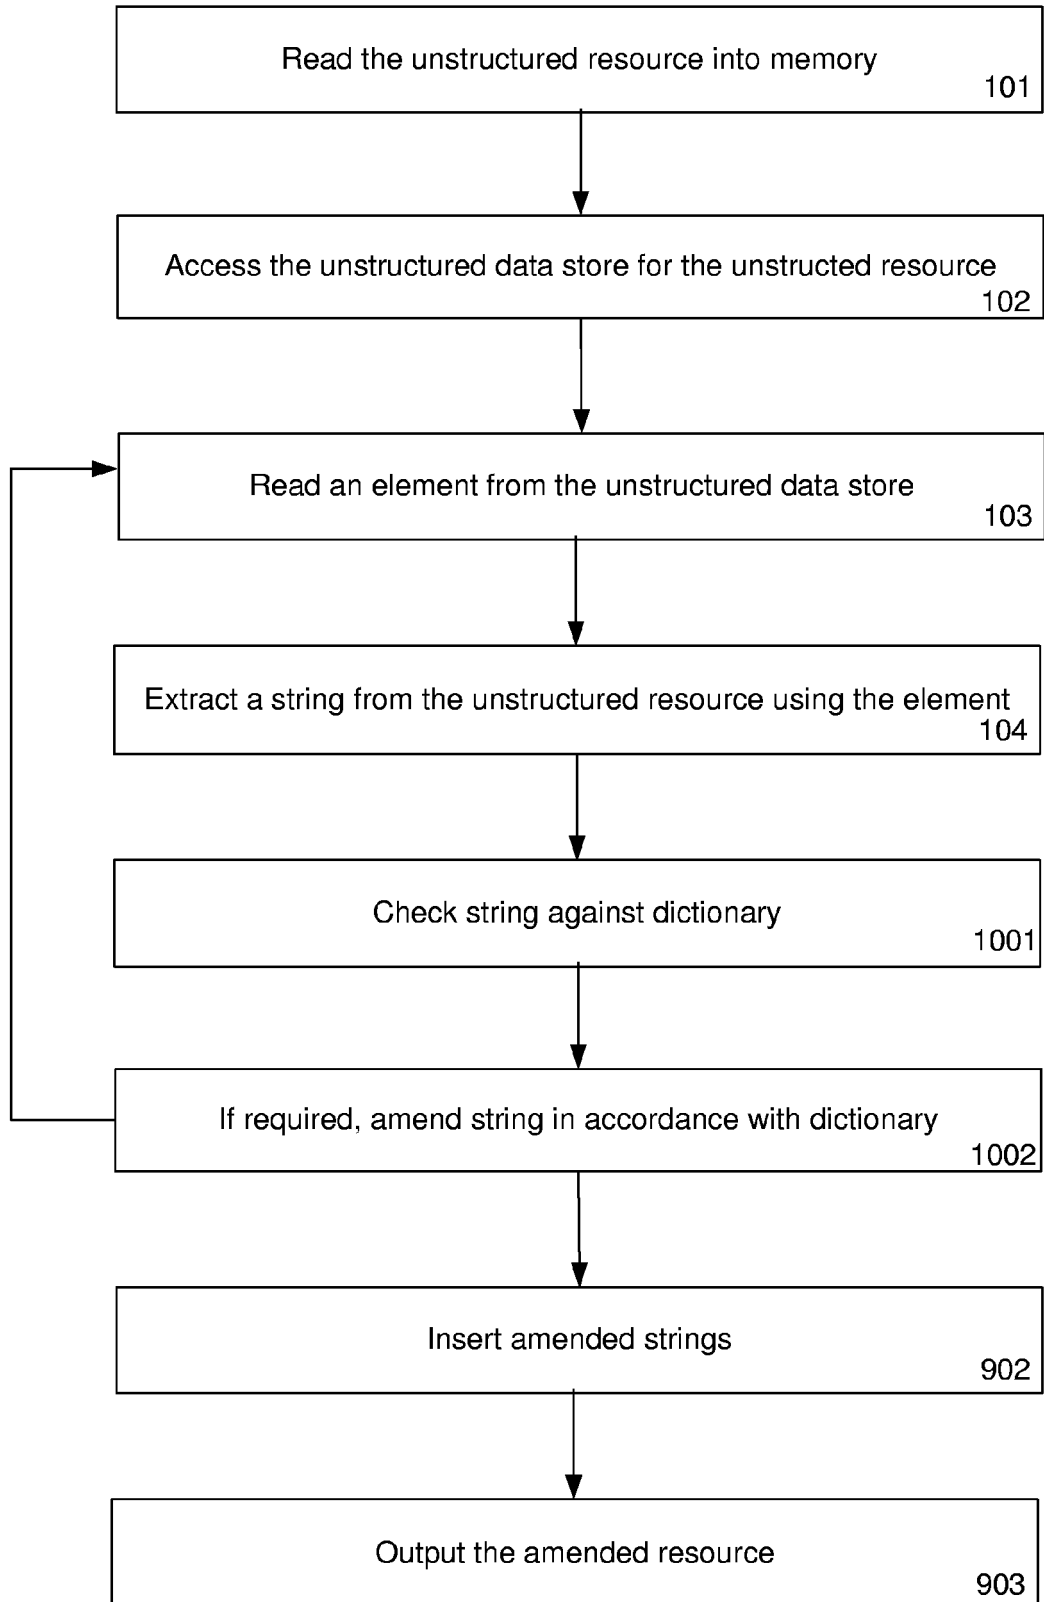 Read the unstructured resource into memory
101
Access the unstructured data store for the unstructed resource
102
Read an element from the unstructured data store
103
Extract a string from the unstructured resource using the element
104
Check string against dictionary
1001
If required, amend string in accordance with dictionary
1002
Insert amended strings
902
Output the amended resource
903